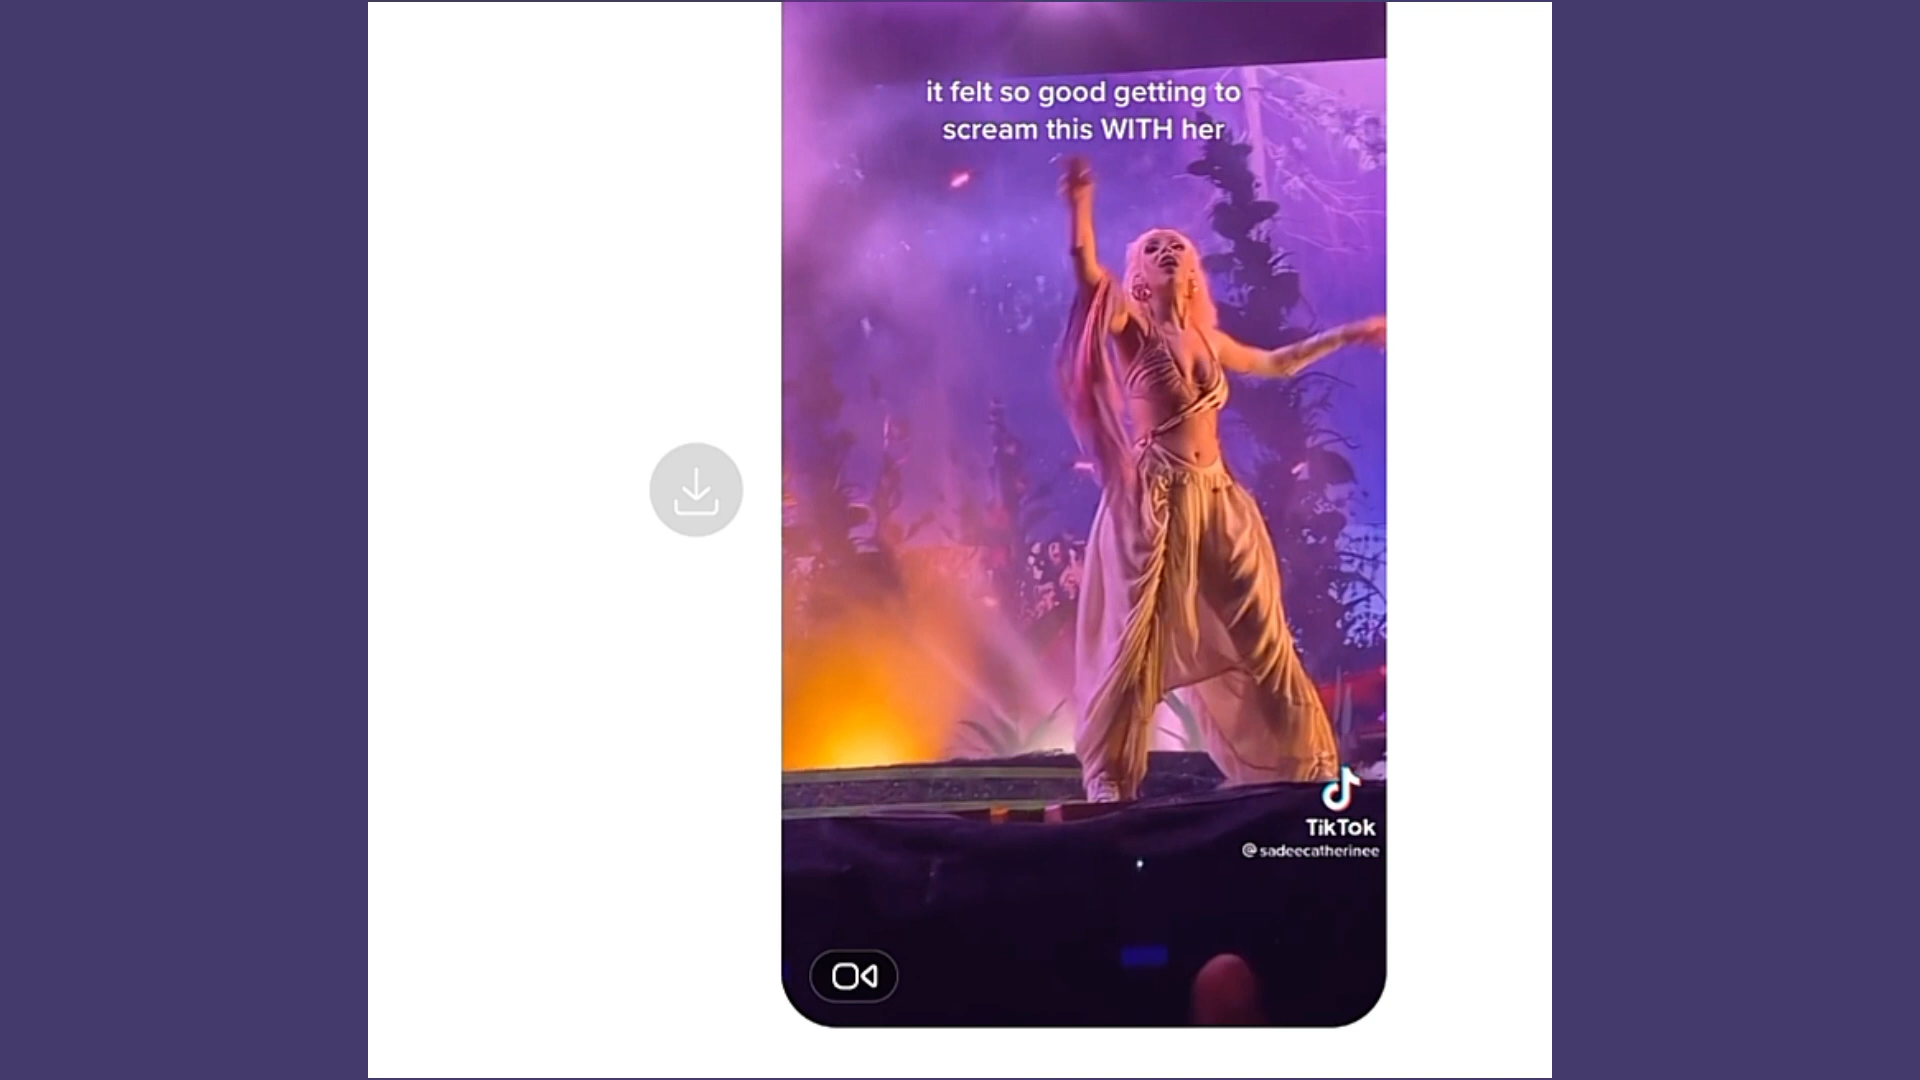 it felt so good getting to
scream this WITH her
TikTok
@sadeecatherinee